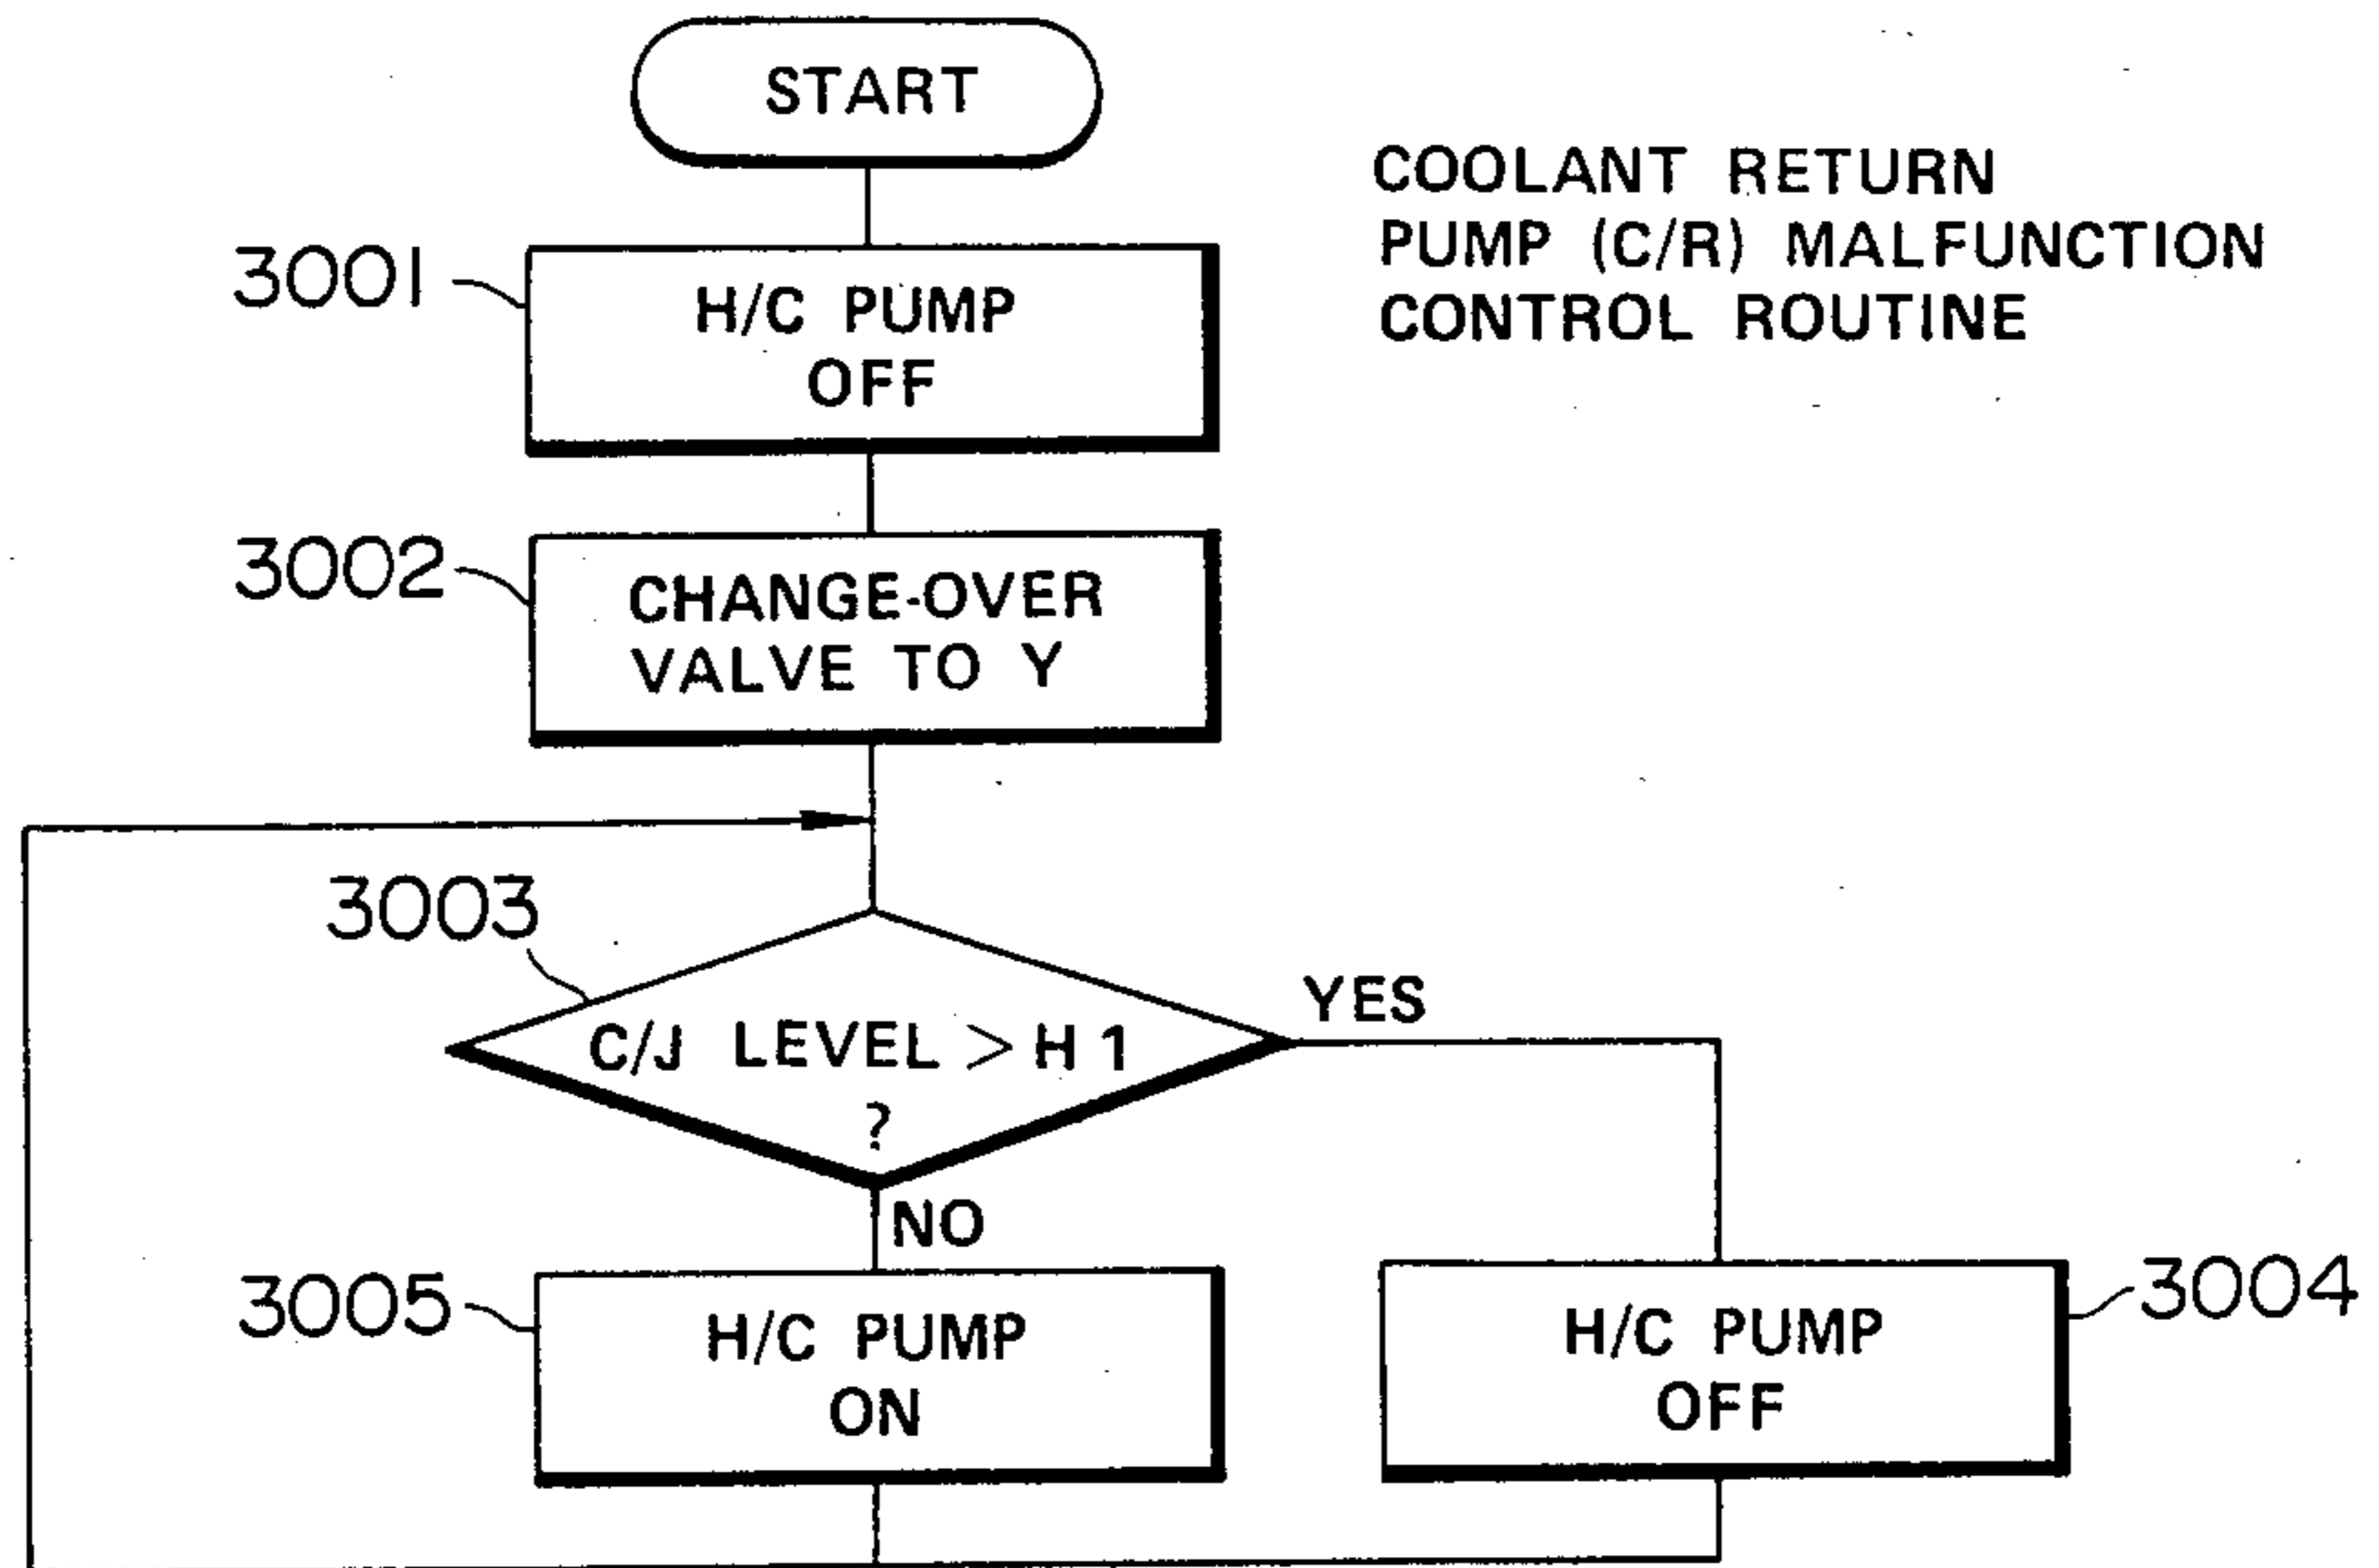 START
COOLANT RETURN
PUMP (C/R) MALFUNCTION
CONTROL ROUTINE
3001
H/C PUMP
OFF
3002
CHANGE-OVER
VALVE TO Y
3003
C/J LEVEL > H1
?
YES
NO
3005
H/C PUMP
ON
H/C PUMP
OFF
3004